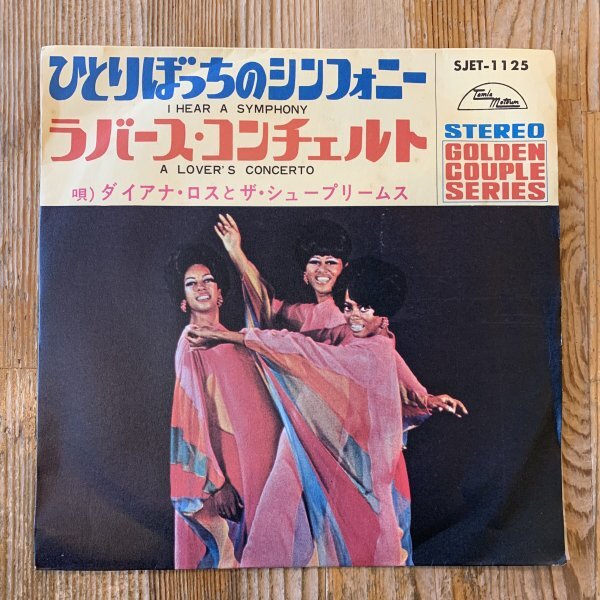 ひとりぼっちのシンフォニー
I HEAR A SYMPHONY
ラバース・コンチェルト
A LOVER'S CONCERTO
唄) ダイアナ・ロスとザ・シュープリームス
SJET-1125
Tamla
Motown
STEREO
GOLDEN
COUPLE
SERIES